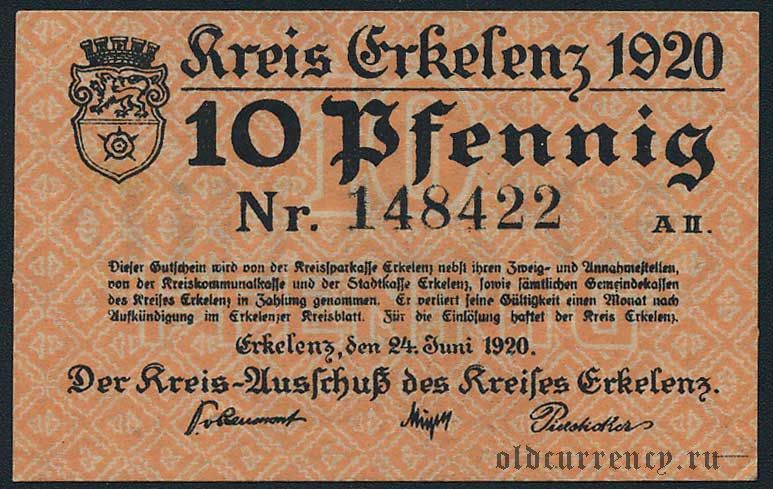 Kreis Erkelenz 1920
10 Pfennig
Nr. 148422 A II.
Dieser Gutschein wird von der Kreissparkasse Erkelenz nebst ihren Zweig- und Annahmestellen,
von der Kreiskommunalkasse und der Stadtkasse Erkelenz, sowie sämtlichen Gemeindekassen
des Kreises Erkelenz in Zahlung genommen. Er verliert seine Gültigkeit einen Monat nach
Aufkündigung im Erkelenzer Kreisblatt. Für die Einlösung haftet der Kreis Erkelenz.
Erkelenz, den 24. Juni 1920.
Der Kreis-Ausschuß des Kreises Erkelenz.
oldcurrency.ru